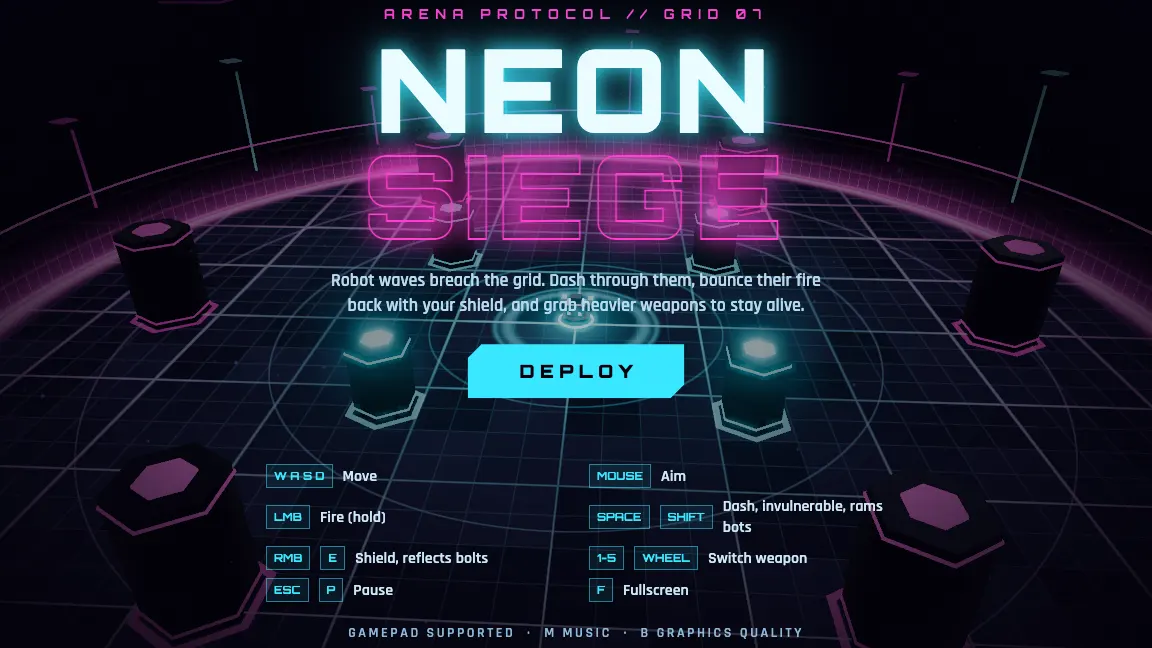 ARENA PROTOCOL // GRID 07
NEON
SIEGE
Robot waves breach the grid. Dash through them, bounce their fire
back with your shield, and grab heavier weapons to stay alive.
DEPLOY
W A S D Move
MOUSE Aim
LMB Fire (hold)
SPACE SHIFT Dash, invulnerable, rams
bots
RMB E Shield, reflects bolts
1-5 WHEEL Switch weapon
ESC P Pause
F Fullscreen
GAMEPAD SUPPORTED · M MUSIC · B GRAPHICS QUALITY